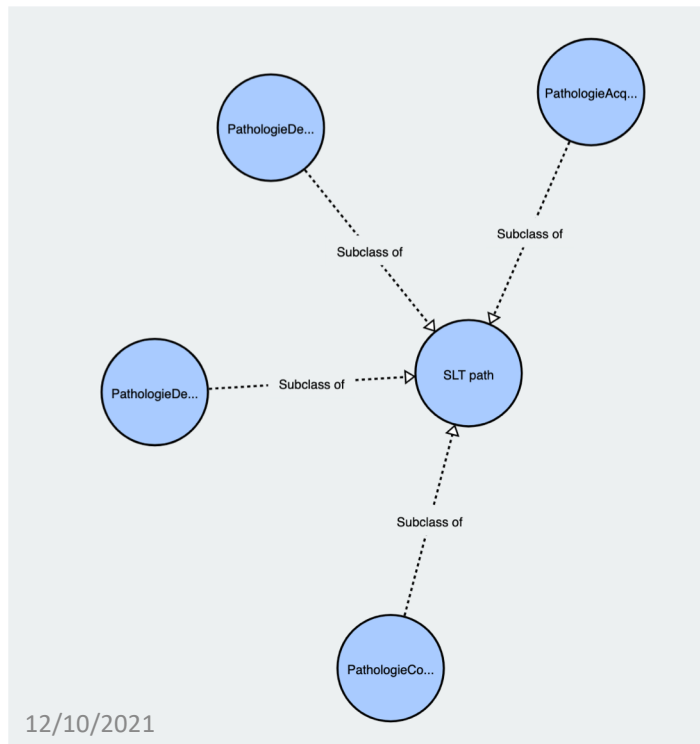 PathologieAcq...
PathologieDe...
Subclass of
Subclass of
SLT path
Subclass of
PathologieDe...
Subclass of
PathologieCo...
12/10/2021